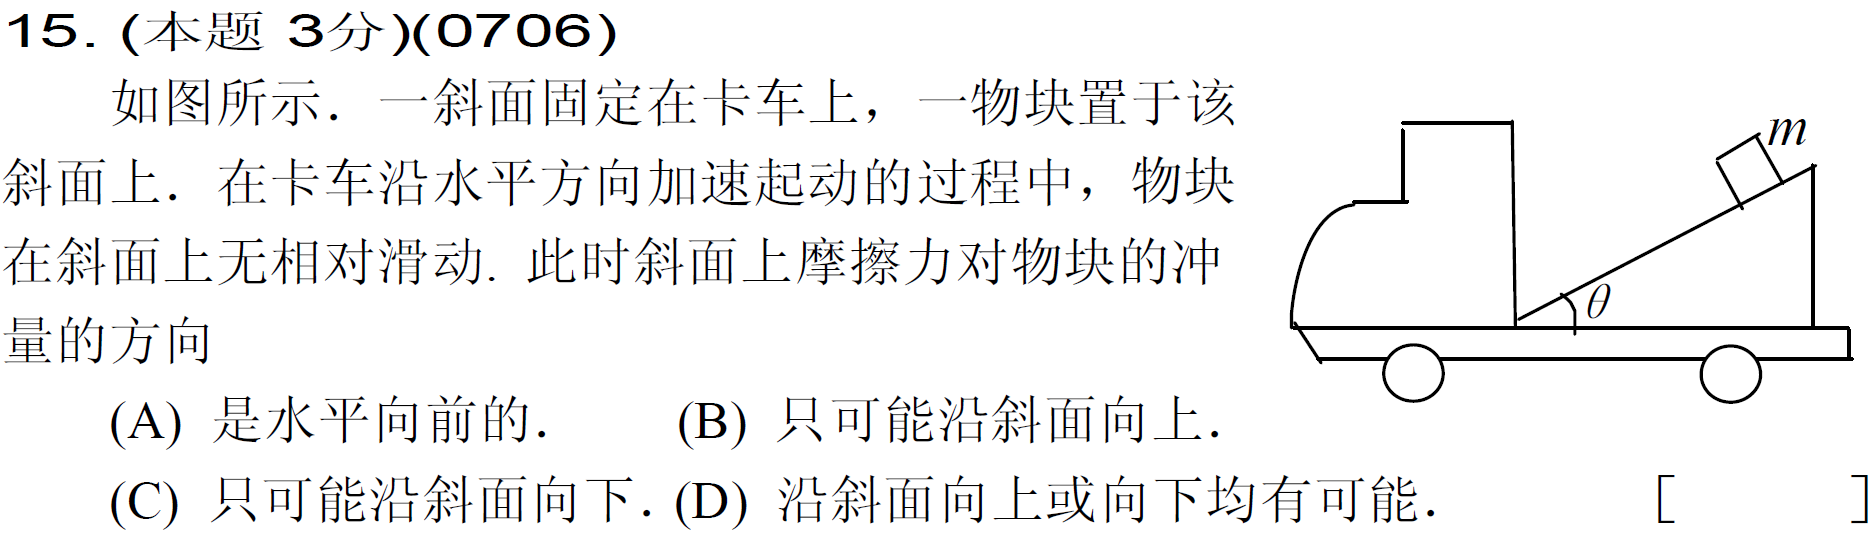 15. (本题 3分)(0706)
如图所示．一斜面固定在卡车上，一物块置于该
斜面上．在卡车沿水平方向加速起动的过程中，物块
在斜面上无相对滑动. 此时斜面上摩擦力对物块的冲
量的方向
(A) 是水平向前的． (B) 只可能沿斜面向上．
(C) 只可能沿斜面向下．(D) 沿斜面向上或向下均有可能． [ ]
m
θ